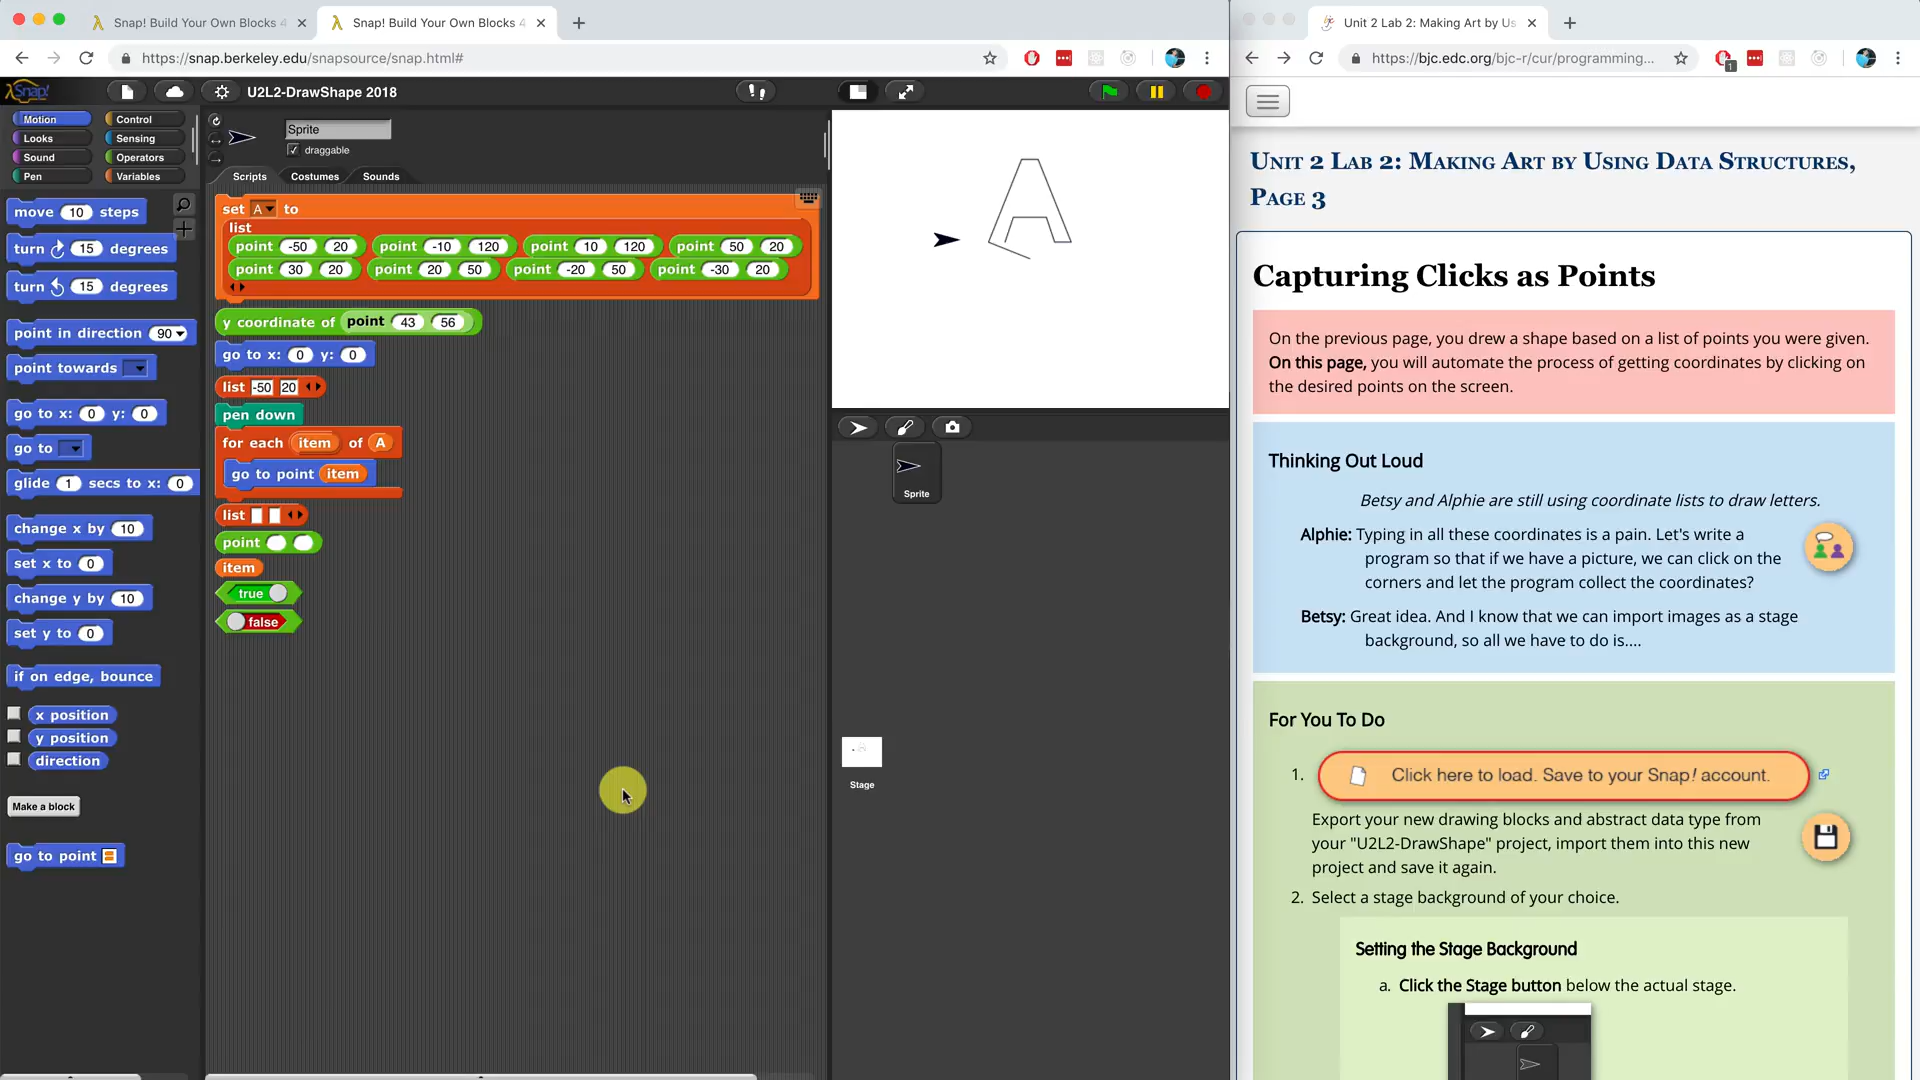 Snap! Build Your Own Blocks 4
Snap! Build Your Own Blocks 4
https://snap.berkeley.edu/snapsource/snap.html#
Snap!
U2L2-DrawShape 2018
Motion
Control
Looks
Sensing
Sound
Operators
Pen
Variables
Sprite
draggable
Scripts
Costumes
Sounds
move 10 steps
turn 15 degrees
turn 15 degrees
point in direction 90
point towards
go to x: 0 y: 0
go to
glide 1 secs to x: 0
change x by 10
set x to 0
change y by 10
set y to 0
if on edge, bounce
x position
y position
direction
Make a block
go to point
set A to
list
point -50 20 point -10 120 point 10 120 point 50 20
point 30 20 point 20 50 point -20 50 point -30 20
y coordinate of point 43 56
go to x: 0 y: 0
list -50 20
pen down
for each item of A
go to point item
list
point
item
true
false
Sprite
Stage
Unit 2 Lab 2: Making Art by Us
https://bjc.edc.org/bjc-r/cur/programming...
1
Unit 2 Lab 2: Making Art by Using Data Structures,
Page 3
Capturing Clicks as Points
On the previous page, you drew a shape based on a list of points you were given.
On this page, you will automate the process of getting coordinates by clicking on
the desired points on the screen.
Thinking Out Loud
Betsy and Alphie are still using coordinate lists to draw letters.
Alphie: Typing in all these coordinates is a pain. Let's write a
program so that if we have a picture, we can click on the
corners and let the program collect the coordinates?
Betsy: Great idea. And I know that we can import images as a stage
background, so all we have to do is....
For You To Do
1. Click here to load. Save to your Snap! account.
Export your new drawing blocks and abstract data type from
your "U2L2-DrawShape" project, import them into this new
project and save it again.
2. Select a stage background of your choice.
Setting the Stage Background
a. Click the Stage button below the actual stage.